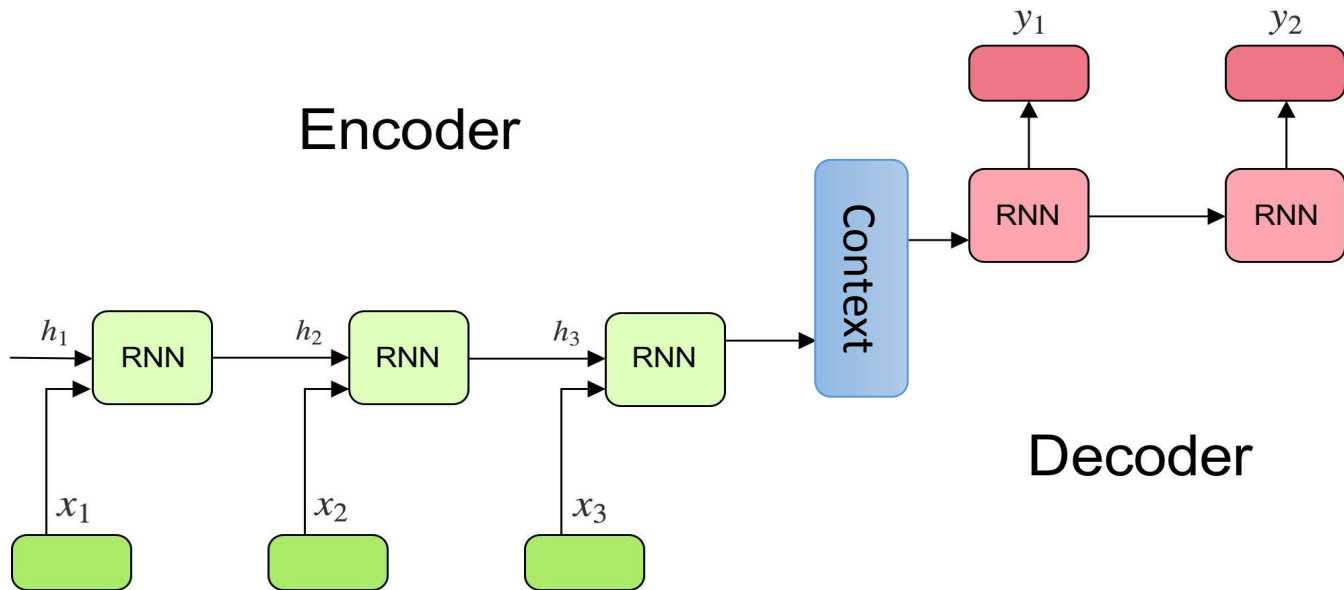 y₁ y₂
Encoder
RNN RNN
Context
h₁ RNN h₂ RNN h₃ RNN
Decoder
x₁ x₂ x₃